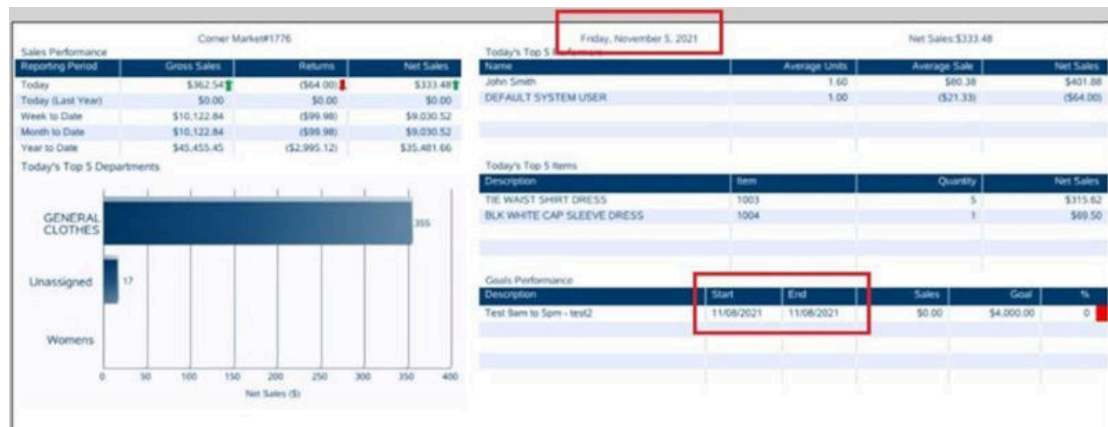 Corner Market#1776
Friday, November 5, 2021
Net Sales:$333.48
Sales Performance
Reporting Period Gross Sales Returns Net Sales
Today $362.54 ($64.00) $333.48
Today (Last Year) $0.00 $0.00 $0.00
Week to Date $10,122.84 ($99.98) $9,030.52
Month to Date $10,122.84 ($99.98) $9,030.52
Year to Date $45,455.45 ($2,995.12) $35,481.66
Today's Top 5 Departments
GENERAL
CLOTHES
355
Unassigned
17
Womens
0 50 100 150 200 250 300 350 400
Net Sales ($)
Today's Top 5
Name Average Units Average Sale Net Sales
John Smith 1.60 $80.38 $401.88
DEFAULT SYSTEM USER 1.00 ($21.33) ($64.00)
Today's Top 5 Items
Description Item Quantity Net Sales
TIE WAIST SHIRT DRESS 1003 5 $315.62
BLK WHITE CAP SLEEVE DRESS 1004 1 $89.50
Goals Performance
Description Start End Sales Goal %
Test 9am to 5pm - test2 11/08/2021 11/08/2021 $0.00 $4,000.00 0